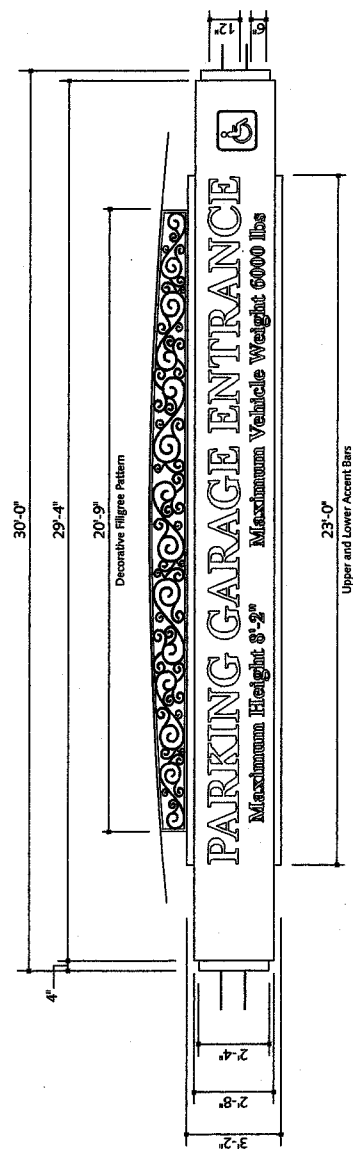 30'-0"
29'-4"
4"
20'-9"
Decorative Filigree Pattern
12"
6"
PARKING GARAGE ENTRANCE
Maximum Height 8'-2" Maximum Vehicle Weight 6000 lbs
2'-4"
2'-8"
3'-2"
23'-0"
Upper and Lower Accent Bars